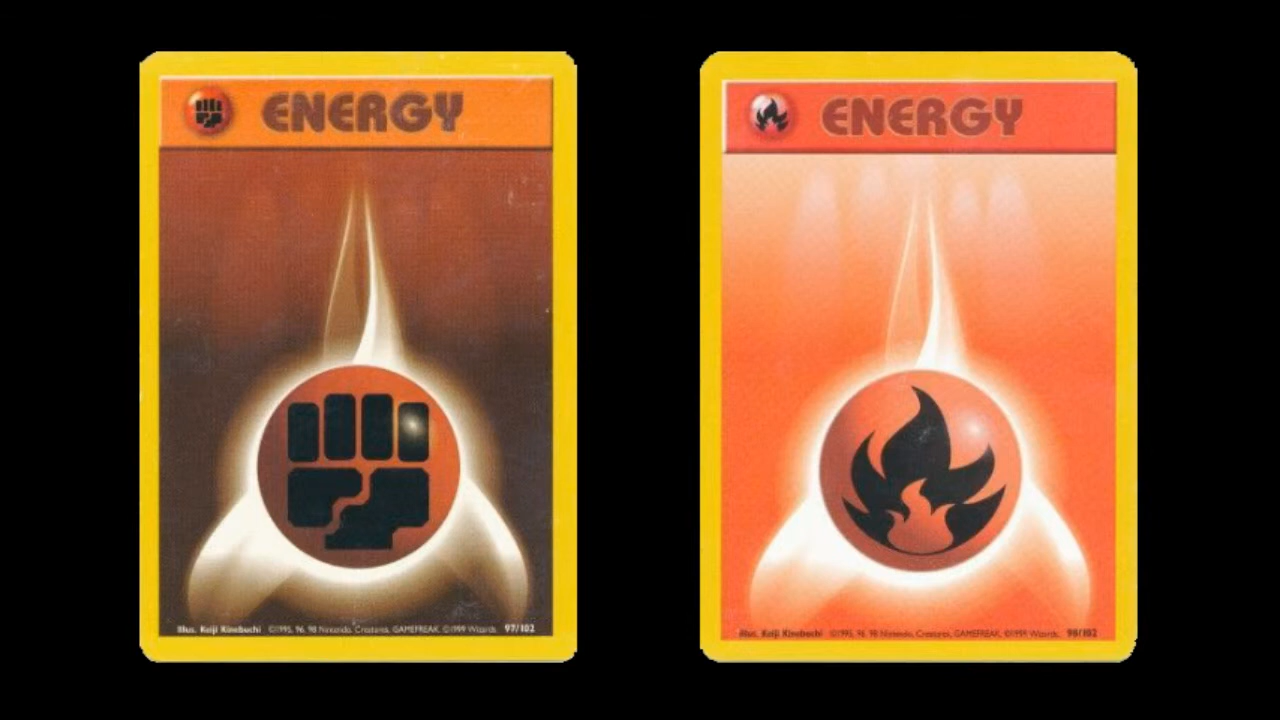 ENERGY
Illus. Keiji Kinebuchi ©1995, 96, 98 Nintendo, Creatures, GAMEFREAK. ©1999 Wizards. 97/102
ENERGY
Illus. Keiji Kinebuchi ©1995, 96, 98 Nintendo, Creatures, GAMEFREAK. ©1999 Wizards. 98/102